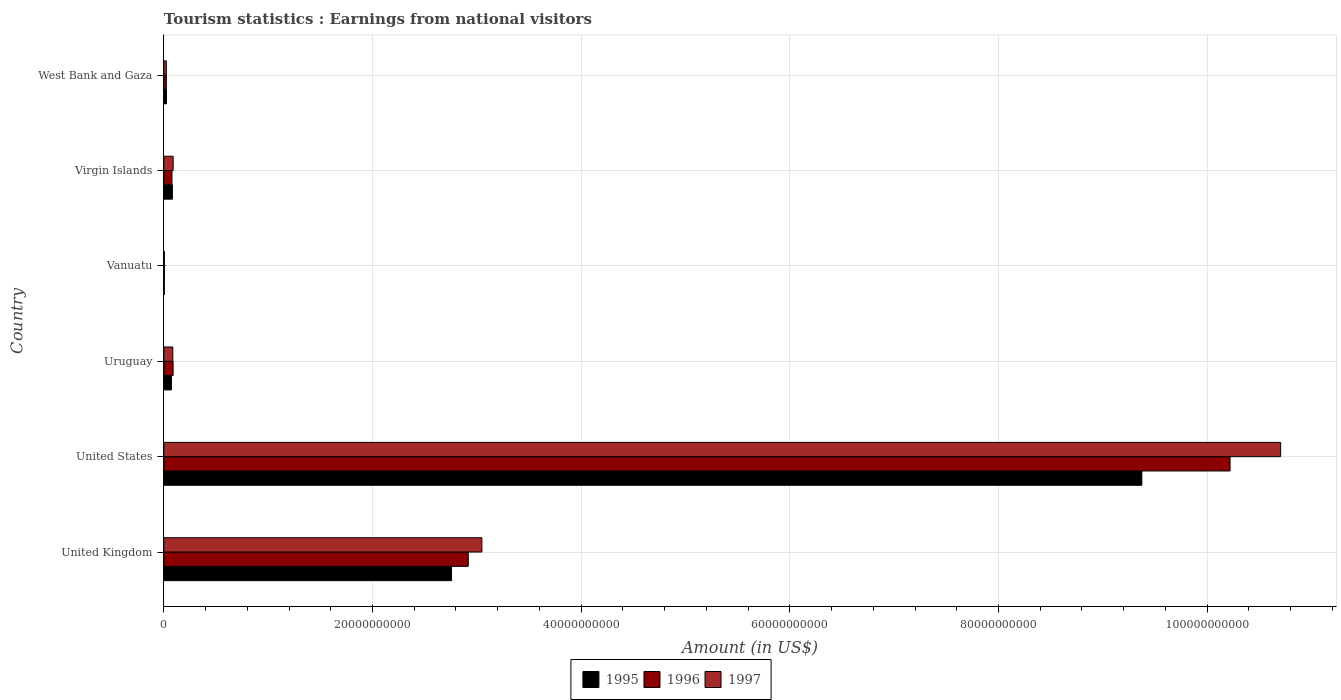 Tourism statistics : Earnings from national visitors
West Bank and Gaza
Virgin Islands
Vanuatu
Uruguay
United States
United Kingdom
Country
0
20000000000
40000000000
60000000000
80000000000
100000000000
Amount (in US$)
1995
1996
1997